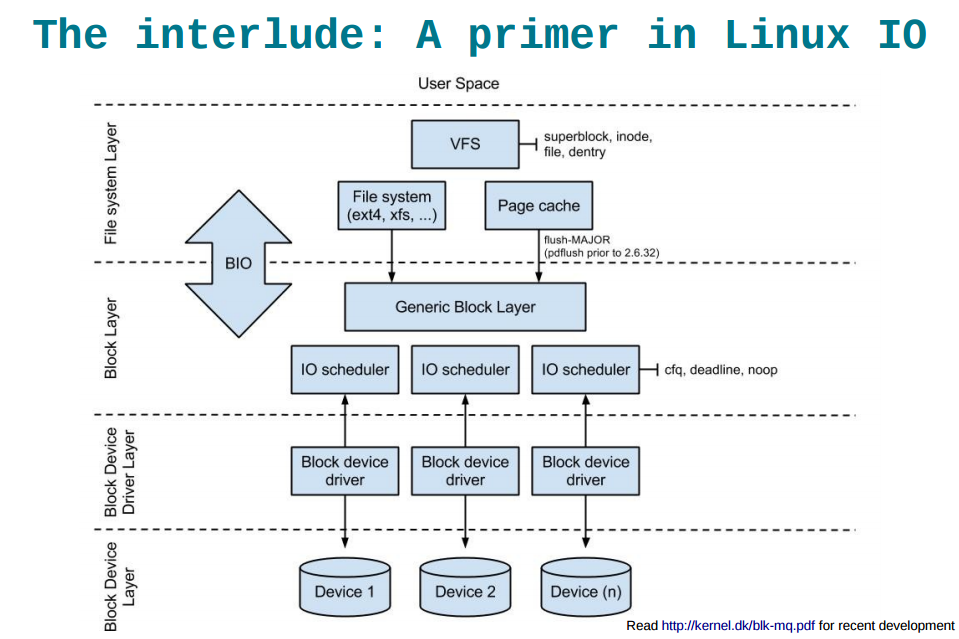 The interlude: A primer in Linux IO
User Space
File system Layer
VFS
superblock, inode,
file, dentry
File system
(ext4, xfs, ...)
Page cache
flush-MAJOR
(pdflush prior to 2.6.32)
BIO
Block Layer
Generic Block Layer
IO scheduler
IO scheduler
IO scheduler
cfq, deadline, noop
Block Device
Driver Layer
Block device
driver
Block device
driver
Block device
driver
Block Device
Layer
Device 1
Device 2
Device (n)
Read http://kernel.dk/blk-mq.pdf for recent development